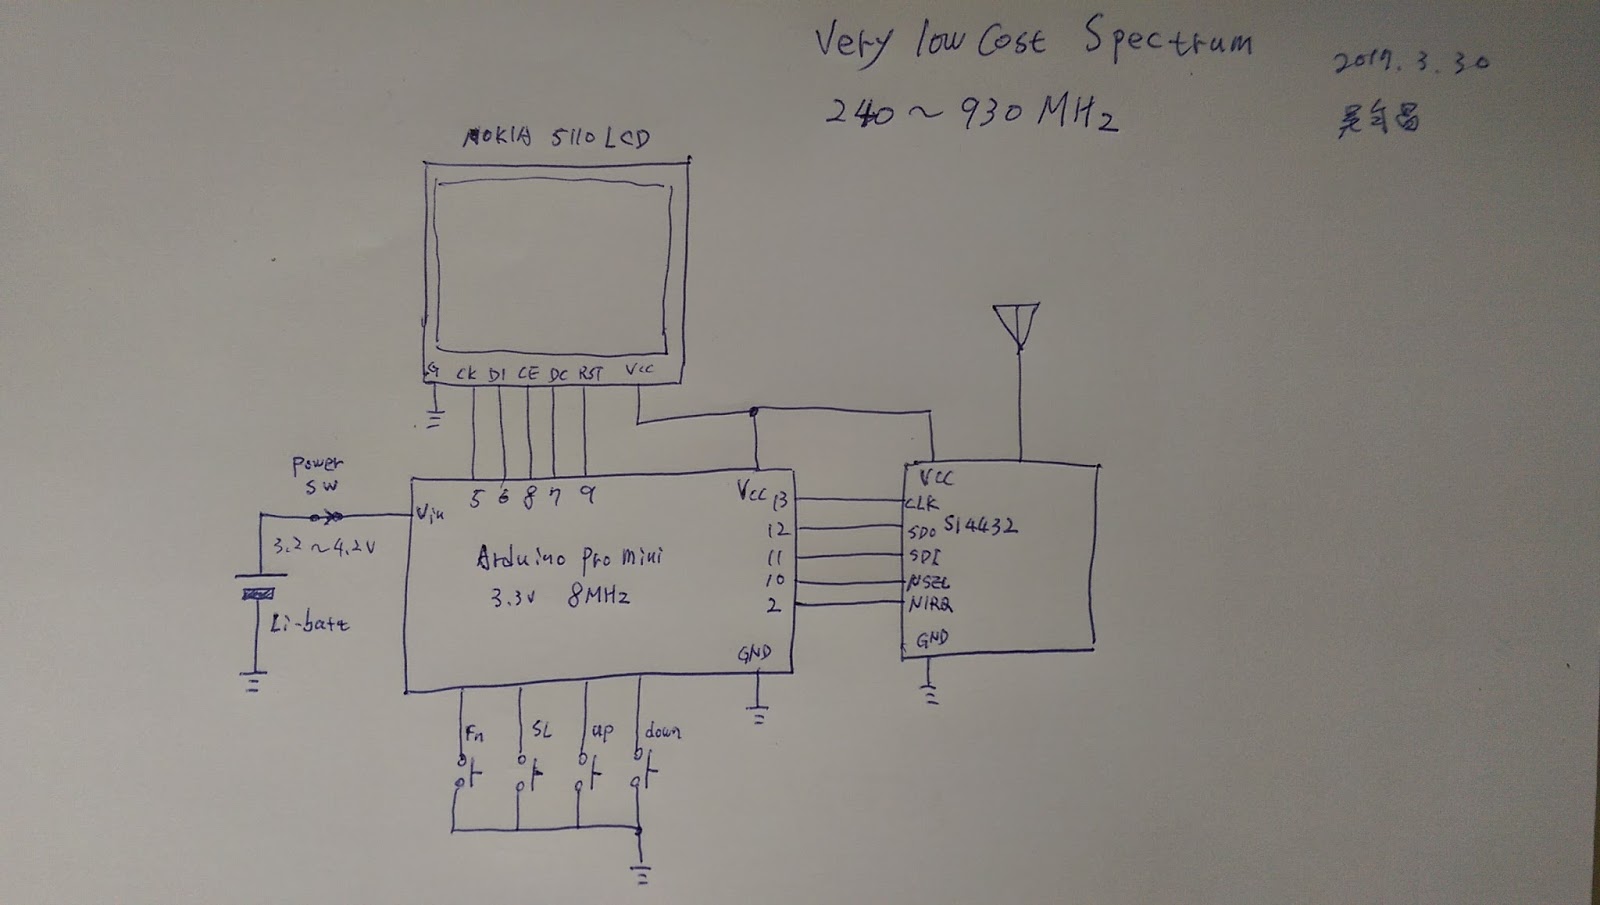 Very low Cost Spectrum
2017.3.30
240~930 MHz
NOKIA 5110 LCD
G CK DI CE DC RST Vcc
power
SW
Vin
5 6 8 7 9
Vcc 13
12
11
10
2
3.2~4.2V
Arduino pro mini
3.3V 8MHz
Li-batt
GND
VCC
CLK
SDO SI4432
SDI
NSEL
NIRQ
GND
Fn SL up down